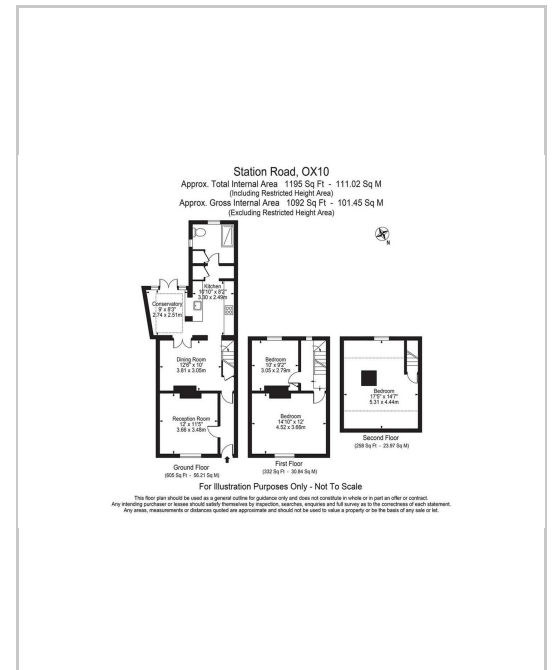 Station Road, OX10
Approx. Total Internal Area 1195 Sq Ft - 111.02 Sq M
(Including Restricted Height Area)
Approx. Gross Internal Area 1092 Sq Ft - 101.45 Sq M
(Excluding Restricted Height Area)
N
Kitchen
10'10" x 8'2"
3.30 x 2.49m
Conservatory
9' x 8'3"
2.74 x 2.51m
Dining Room
12'6" x 10'
3.81 x 3.05m
Reception Room
12' x 11'5"
3.66 x 3.48m
Ground Floor
(605 Sq Ft - 56.21 Sq M)
Bedroom
10' x 9'2"
3.05 x 2.79m
Bedroom
14'10" x 12'
4.52 x 3.66m
First Floor
(332 Sq Ft - 30.84 Sq M)
Bedroom
17'5" x 14'7"
5.31 x 4.44m
Second Floor
(258 Sq Ft - 23.97 Sq M)
For Illustration Purposes Only - Not To Scale
This floor plan should be used as a general outline for guidance only and does not constitute in whole or in part an offer or contract.
Any intending purchaser or lessee should satisfy themselves by inspection, searches, enquiries and full survey as to the correctness of each statement.
Any areas, measurements or distances quoted are approximate and should not be used to value a property or be the basis of any sale or let.